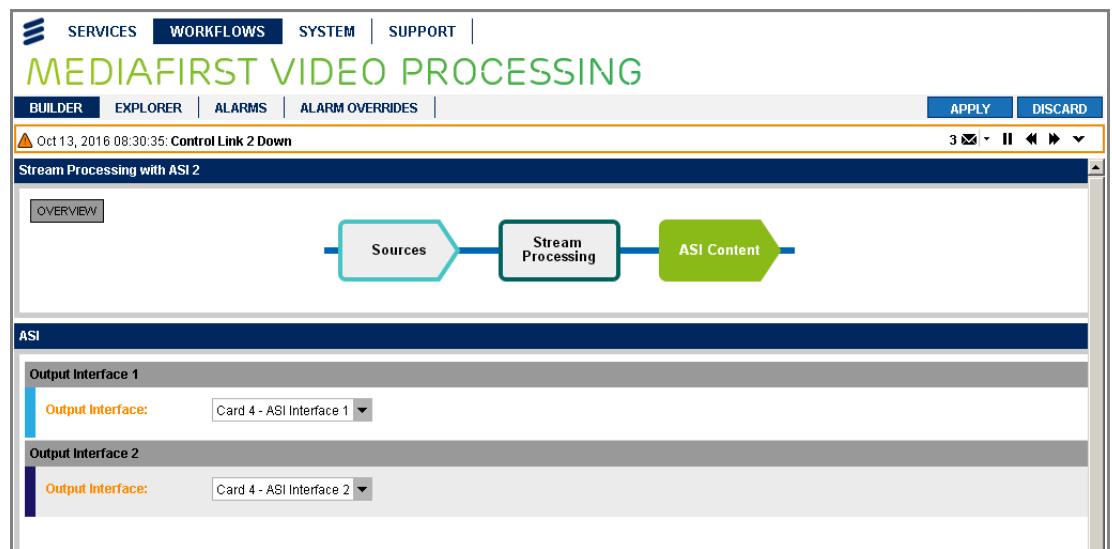 SERVICES WORKFLOWS SYSTEM SUPPORT
MEDIAFIRST VIDEO PROCESSING
BUILDER EXPLORER ALARMS ALARM OVERRIDES APPLY DISCARD
Oct 13, 2016 08:30:35: Control Link 2 Down 3
Stream Processing with ASI 2
OVERVIEW
Sources
Stream
Processing
ASI Content
ASI
Output Interface 1
Output Interface: Card 4 - ASI Interface 1
Output Interface 2
Output Interface: Card 4 - ASI Interface 2